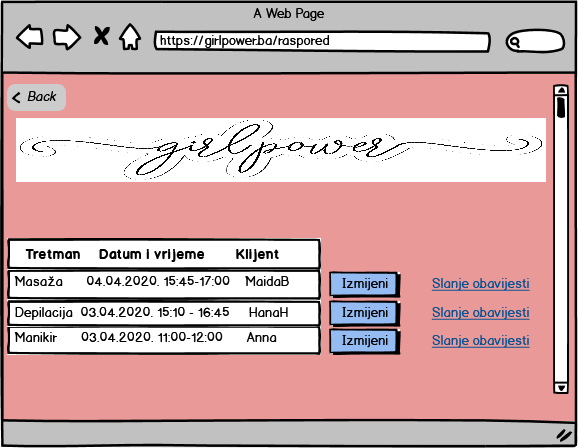 A Web Page
https://girlpower.ba/raspored
Back
girlpower
Tretman Datum i vrijeme Klijent
Masaža 04.04.2020. 15:45-17:00 MaidaB Izmijeni Slanje obavijesti
Depilacija 03.04.2020. 15:10 - 16:45 HanaH Izmijeni Slanje obavijesti
Manikir 03.04.2020. 11:00-12:00 Anna Izmijeni Slanje obavijesti